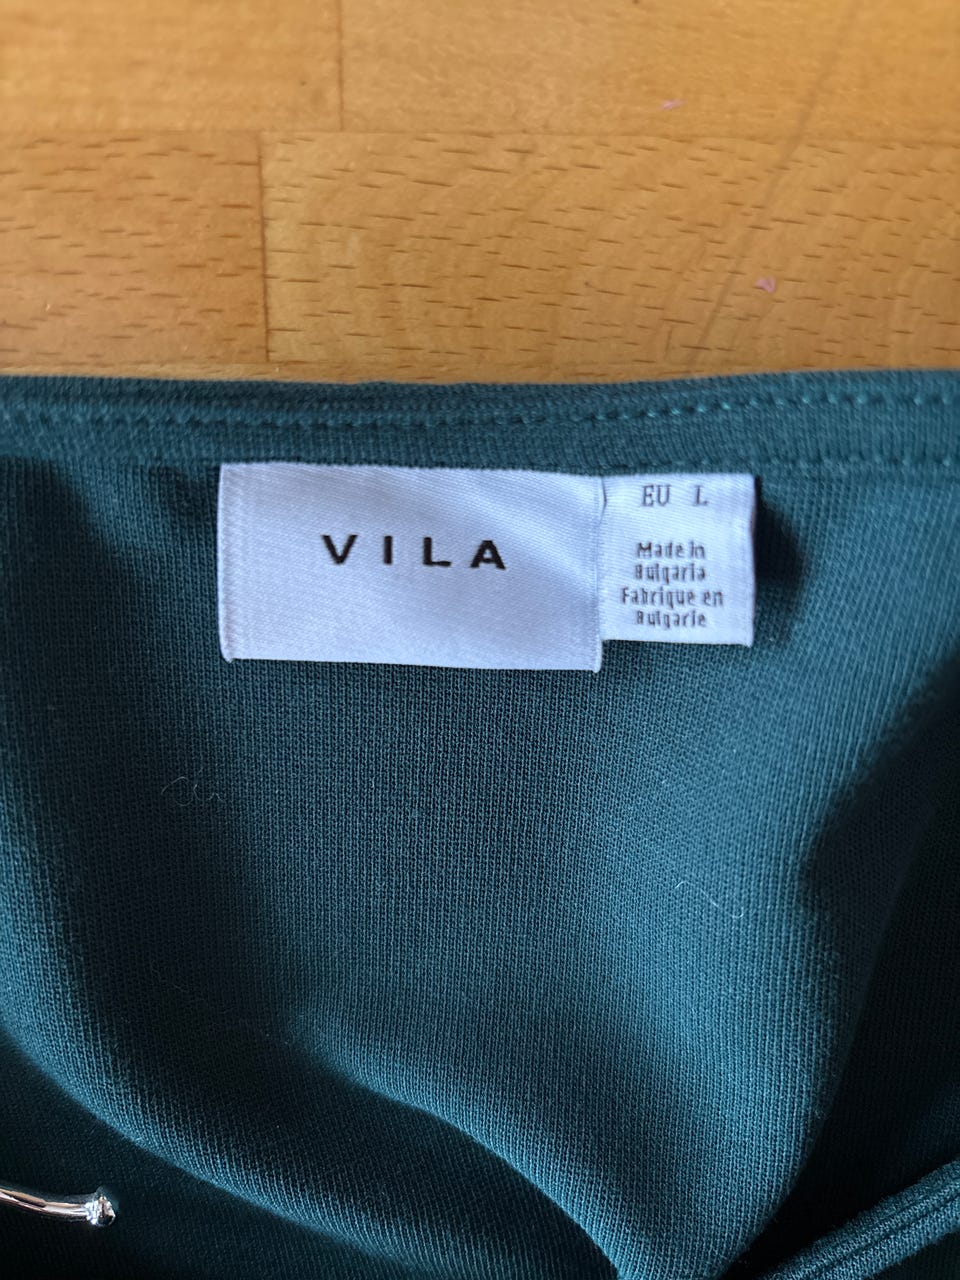 VILA
EU L
Made in
Bulgaria
Fabrique en
Bulgarie